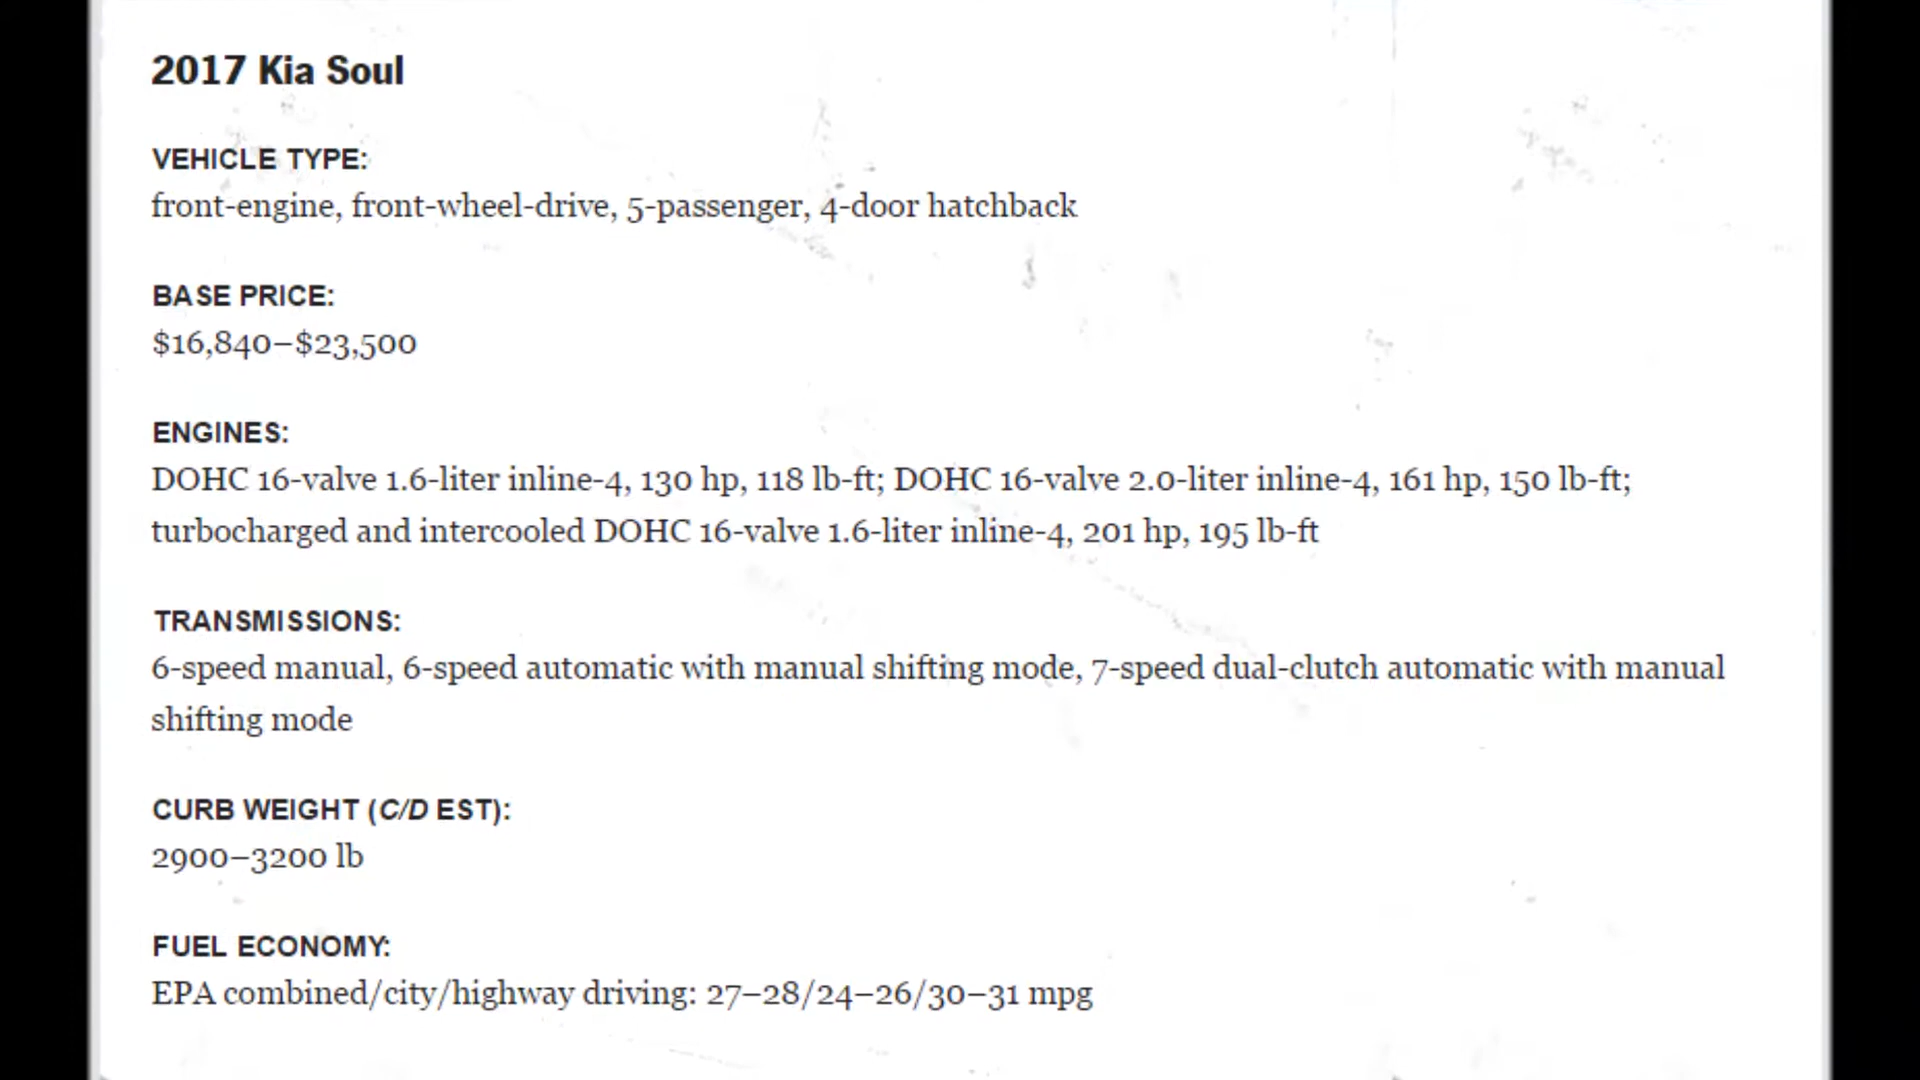 2017 Kia Soul
VEHICLE TYPE:
front-engine, front-wheel-drive, 5-passenger, 4-door hatchback
BASE PRICE:
$16,840–$23,500
ENGINES:
DOHC 16-valve 1.6-liter inline-4, 130 hp, 118 lb-ft; DOHC 16-valve 2.0-liter inline-4, 161 hp, 150 lb-ft;
turbocharged and intercooled DOHC 16-valve 1.6-liter inline-4, 201 hp, 195 lb-ft
TRANSMISSIONS:
6-speed manual, 6-speed automatic with manual shifting mode, 7-speed dual-clutch automatic with manual
shifting mode
CURB WEIGHT (C/D EST):
2900–3200 lb
FUEL ECONOMY:
EPA combined/city/highway driving: 27–28/24–26/30–31 mpg